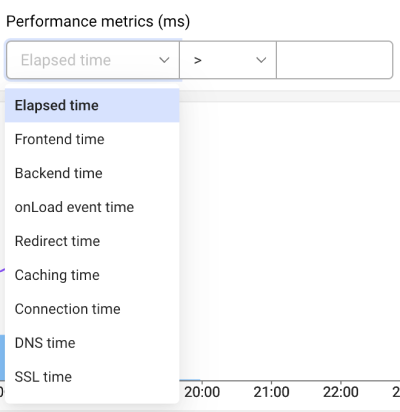 Performance metrics (ms)
Elapsed time >
Elapsed time
Frontend time
Backend time
onLoad event time
Redirect time
Caching time
Connection time
DNS time
SSL time
20:00 21:00 22:00